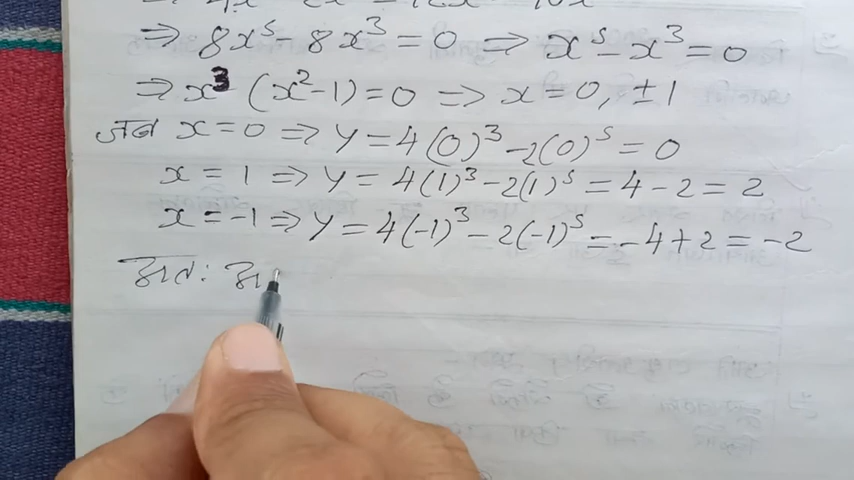 ⇒ 8x⁵ - 8x³ = 0 ⇒ x⁵ - x³ = 0
⇒ x³ (x² - 1) = 0 ⇒ x = 0, ± 1
जब x = 0 ⇒ y = 4(0)³ - 2(0)⁵ = 0
x = 1 ⇒ y = 4(1)³ - 2(1)⁵ = 4 - 2 = 2
x = -1 ⇒ y = 4(-1)³ - 2(-1)⁵ = -4 + 2 = -2
अतः अ